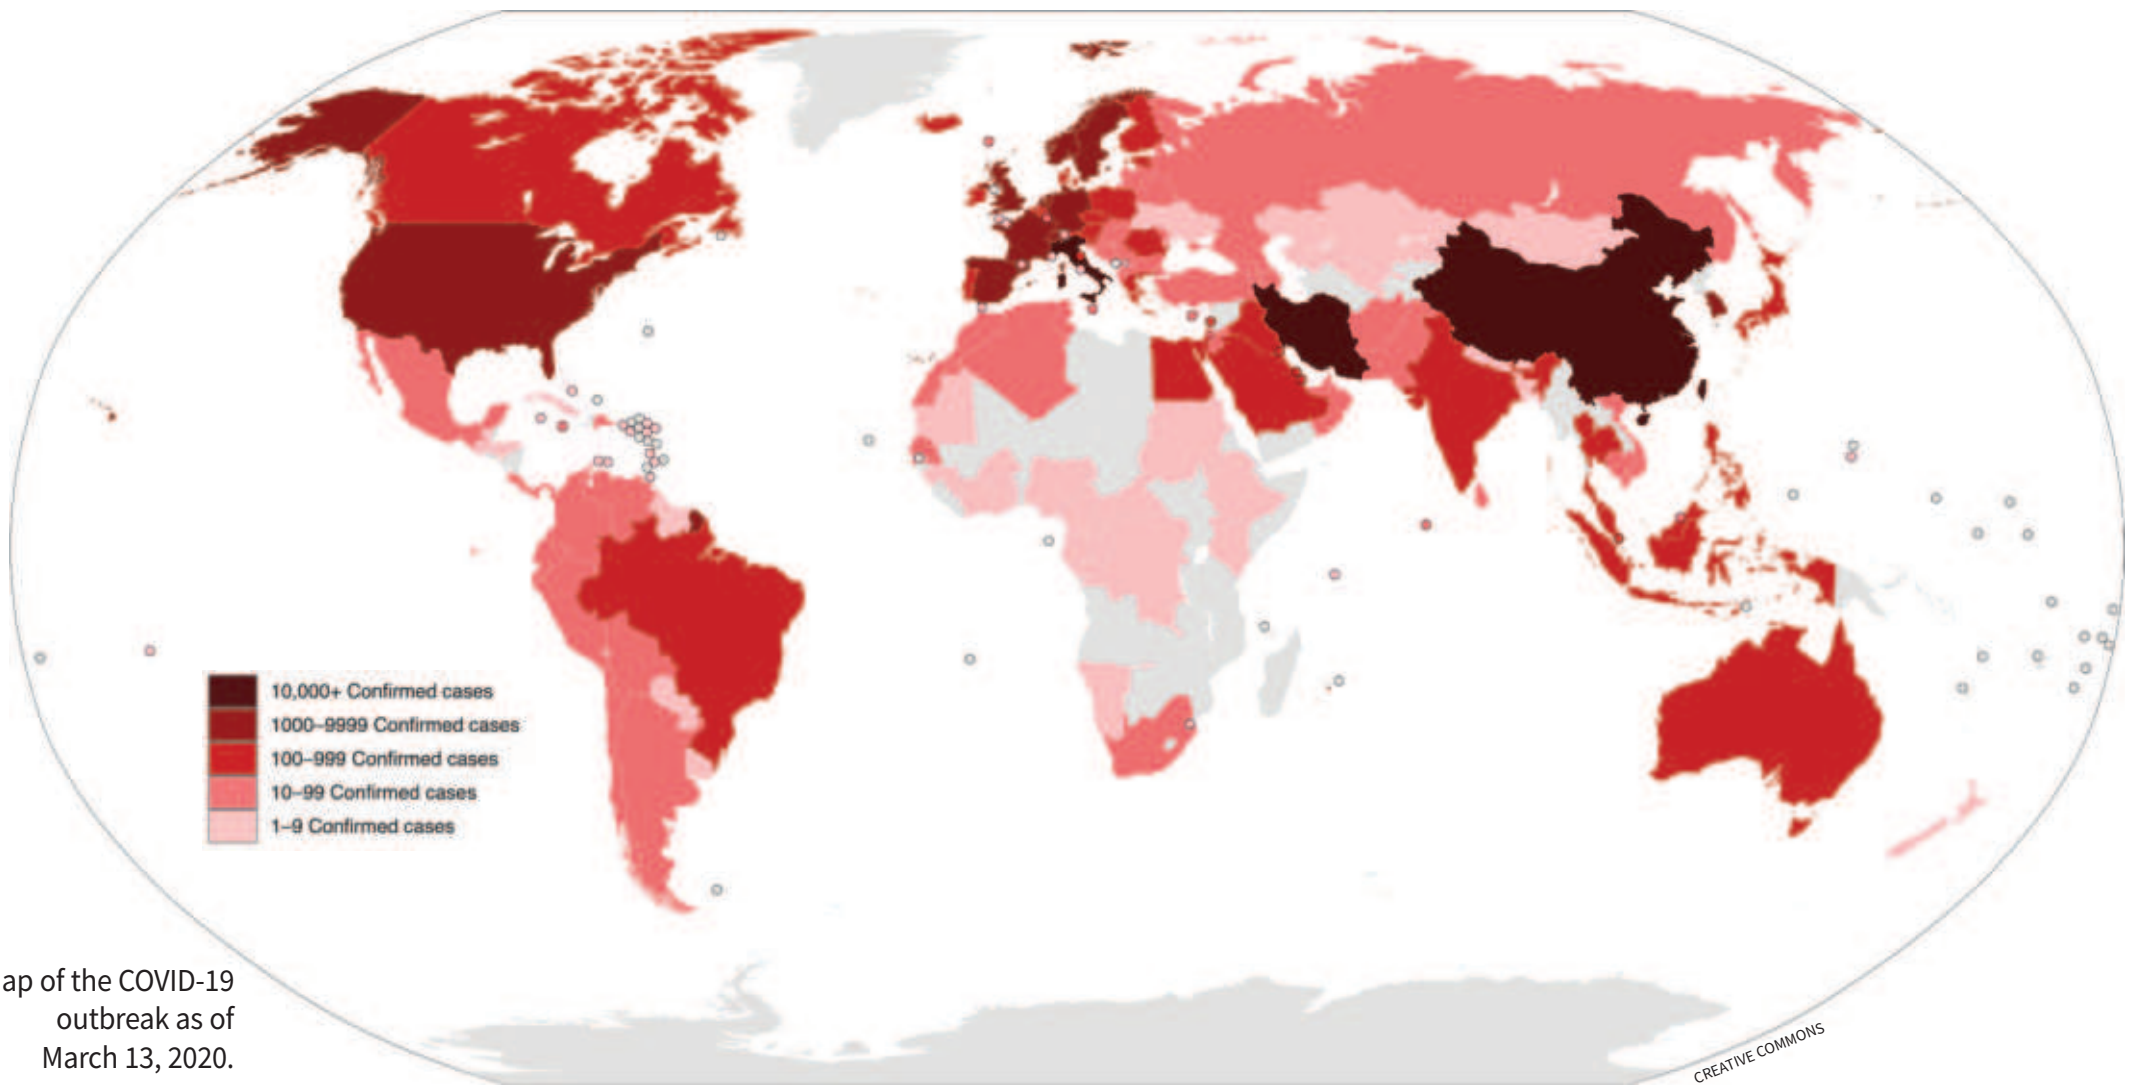 10,000+ Confirmed cases
1000–9999 Confirmed cases
100–999 Confirmed cases
10–99 Confirmed cases
1–9 Confirmed cases
ap of the COVID-19
outbreak as of
March 13, 2020.
CREATIVE COMMONS